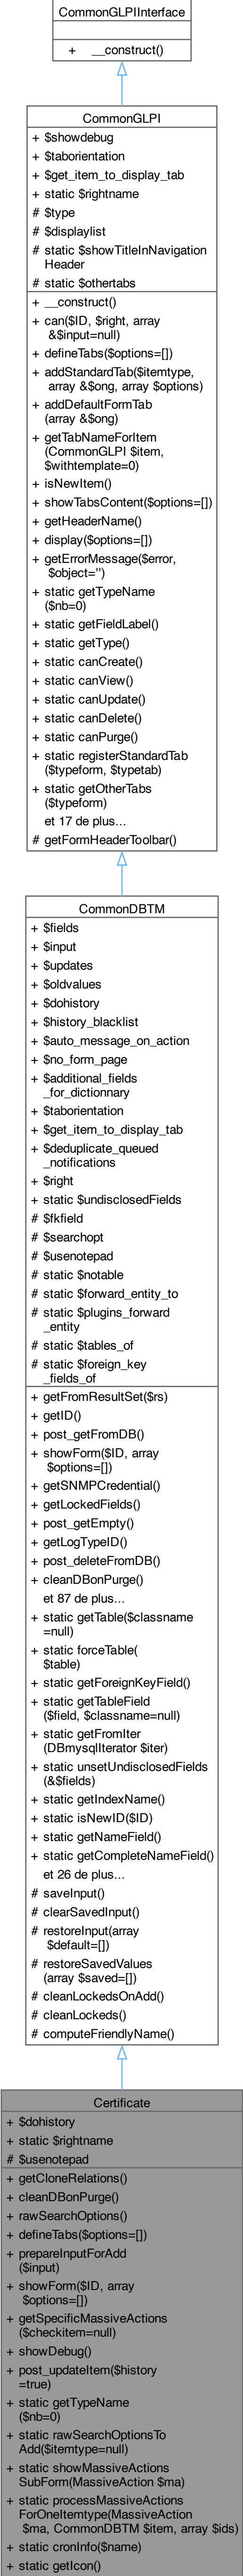 CommonGLPIInterface
+ __construct()
CommonGLPI
+ $showdebug
+ $taborientation
+ $get_item_to_display_tab
+ static $rightname
# $type
# $displaylist
# static $showTitleInNavigation
Header
# static $othertabs
+ __construct()
+ can($ID, $right, array
&$input=null)
+ defineTabs($options=[])
+ addStandardTab($itemtype,
array &$ong, array $options)
+ addDefaultFormTab
(array &$ong)
+ getTabNameForItem
(CommonGLPI $item,
$withtemplate=0)
+ isNewItem()
+ showTabsContent($options=[])
+ getHeaderName()
+ display($options=[])
+ getErrorMessage($error,
$object='')
+ static getTypeName
($nb=0)
+ static getFieldLabel()
+ static getType()
+ static canCreate()
+ static canView()
+ static canUpdate()
+ static canDelete()
+ static canPurge()
+ static registerStandardTab
($typeform, $typetab)
+ static getOtherTabs
($typeform)
et 17 de plus...
# getFormHeaderToolbar()
CommonDBTM
+ $fields
+ $input
+ $updates
+ $oldvalues
+ $dohistory
+ $history_blacklist
+ $auto_message_on_action
+ $no_form_page
+ $additional_fields
_for_dictionnary
+ $taborientation
+ $get_item_to_display_tab
+ $deduplicate_queued
_notifications
+ $right
+ static $undisclosedFields
# $fkfield
# $searchopt
# $usenotepad
# static $notable
# static $forward_entity_to
# static $plugins_forward
_entity
# static $tables_of
# static $foreign_key
_fields_of
+ getFromResultSet($rs)
+ getID()
+ post_getFromDB()
+ showForm($ID, array
$options=[])
+ getSNMPCredential()
+ getLockedFields()
+ post_getEmpty()
+ getLogTypeID()
+ post_deleteFromDB()
+ cleanDBonPurge()
et 87 de plus...
+ static getTable($classname
=null)
+ static forceTable(
$table)
+ static getForeignKeyField()
+ static getTableField
($field, $classname=null)
+ static getFromIter
(DBmysqlIterator $iter)
+ static unsetUndisclosedFields
(&$fields)
+ static getIndexName()
+ static isNewID($ID)
+ static getNameField()
+ static getCompleteNameField()
et 26 de plus...
# saveInput()
# clearSavedInput()
# restoreInput(array
$default=[])
# restoreSavedValues
(array $saved=[])
# cleanLockedsOnAdd()
# cleanLockeds()
# computeFriendlyName()
Certificate
+ $dohistory
+ static $rightname
# $usenotepad
+ getCloneRelations()
+ cleanDBonPurge()
+ rawSearchOptions()
+ defineTabs($options=[])
+ prepareInputForAdd
($input)
+ showForm($ID, array
$options=[])
+ getSpecificMassiveActions
($checkitem=null)
+ showDebug()
+ post_updateItem($history
=true)
+ static getTypeName
($nb=0)
+ static rawSearchOptionsTo
Add($itemtype=null)
+ static showMassiveActions
SubForm(MassiveAction $ma)
+ static processMassiveActions
ForOneItemtype(MassiveAction
$ma, CommonDBTM $item, array $ids)
+ static cronInfo($name)
+ static getIcon()